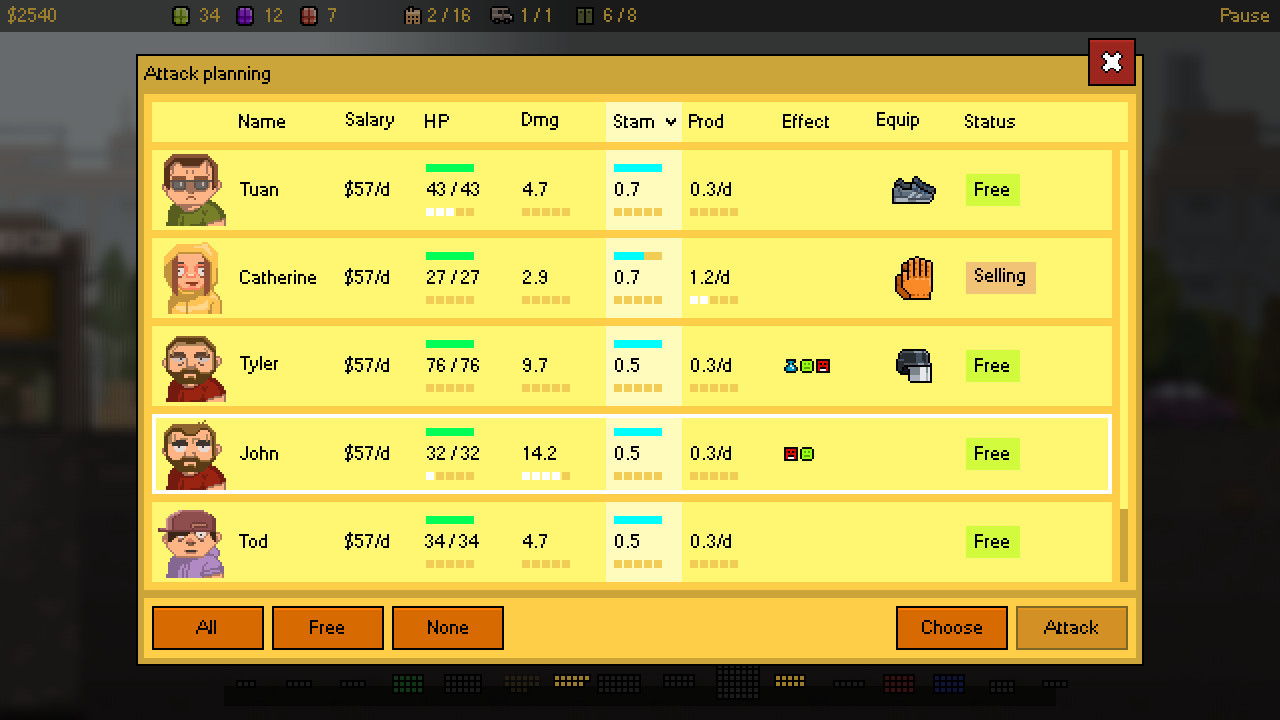 $2540 34 12 7 2/16 1/1 6/8 Pause
Attack planning
Name Salary HP Dmg Stam Prod Effect Equip Status
Tuan $57/d 43/43 4.7 0.7 0.3/d Free
Catherine $57/d 27/27 2.9 0.7 1.2/d Selling
Tyler $57/d 76/76 9.7 0.5 0.3/d Free
John $57/d 32/32 14.2 0.5 0.3/d Free
Tod $57/d 34/34 4.7 0.5 0.3/d Free
All Free None Choose Attack